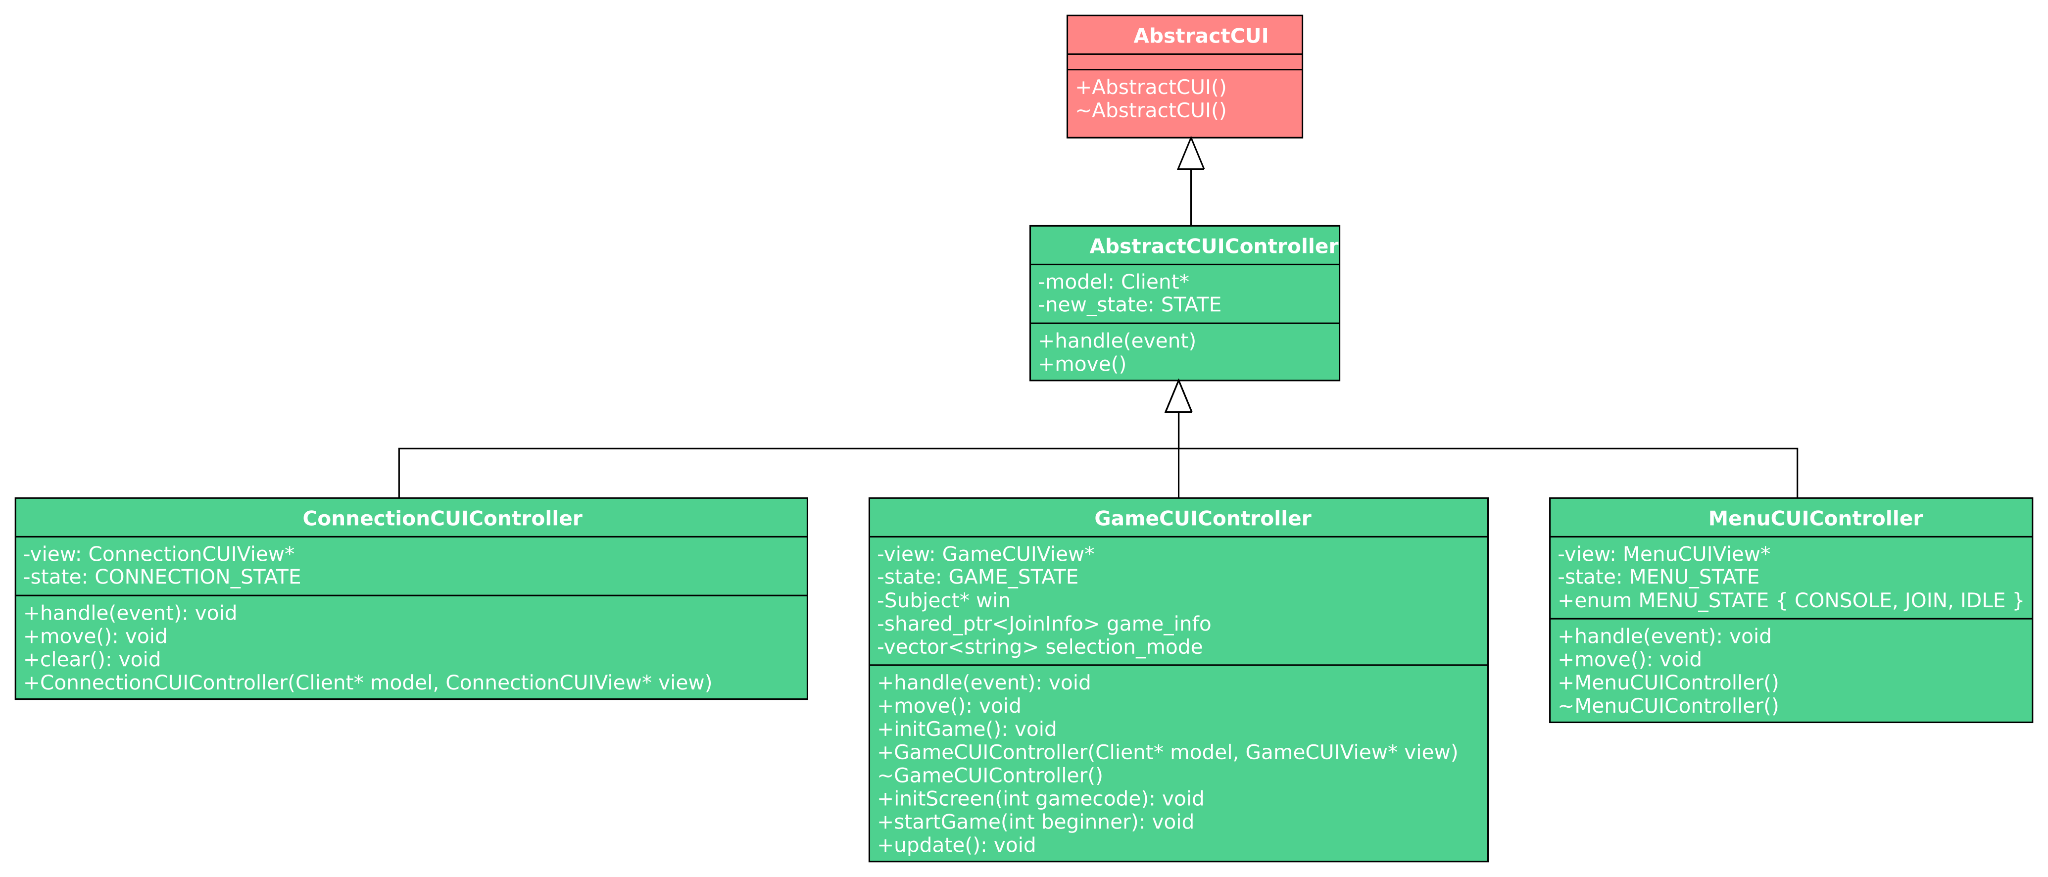 AbstractCUI
+AbstractCUI()
~AbstractCUI()
AbstractCUIController
-model: Client*
-new_state: STATE
+handle(event)
+move()
ConnectionCUIController
-view: ConnectionCUIView*
-state: CONNECTION_STATE
+handle(event): void
+move(): void
+clear(): void
+ConnectionCUIController(Client* model, ConnectionCUIView* view)
GameCUIController
-view: GameCUIView*
-state: GAME_STATE
-Subject* win
-shared_ptr<JoinInfo> game_info
-vector<string> selection_mode
+handle(event): void
+move(): void
+initGame(): void
+GameCUIController(Client* model, GameCUIView* view)
~GameCUIController()
+initScreen(int gamecode): void
+startGame(int beginner): void
+update(): void
MenuCUIController
-view: MenuCUIView*
-state: MENU_STATE
+enum MENU_STATE { CONSOLE, JOIN, IDLE }
+handle(event): void
+move(): void
+MenuCUIController()
~MenuCUIController()